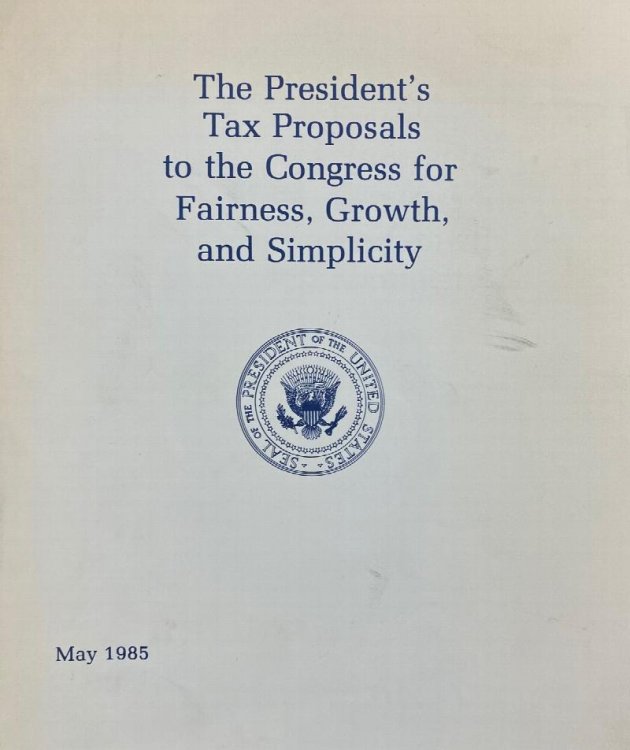 The President's
Tax Proposals
to the Congress for
Fairness, Growth,
and Simplicity
SEAL OF THE PRESIDENT OF THE UNITED STATES
May 1985